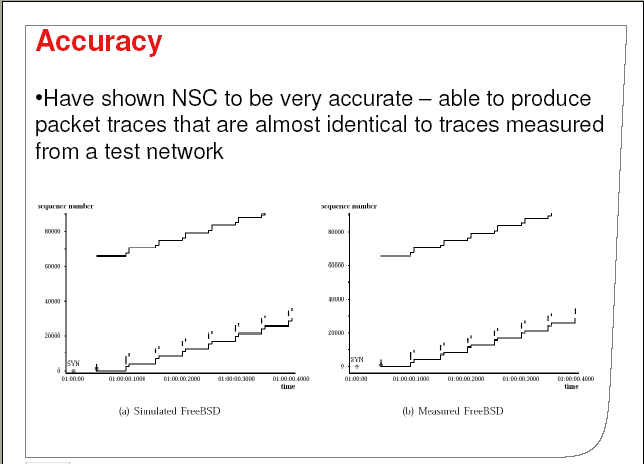 Accuracy
•Have shown NSC to be very accurate – able to produce
packet traces that are almost identical to traces measured
from a test network
sequence number
80000
60000
40000
20000
0
SYN
01:00:00
01:00:00.1000
01:00:00.2000
01:00:00.3000
01:00:00.4000
time
(a) Simulated FreeBSD
sequence number
80000
60000
40000
20000
0
SYN
01:00:00
01:00:00.1000
01:00:00.2000
01:00:00.3000
01:00:00.4000
time
(b) Measured FreeBSD